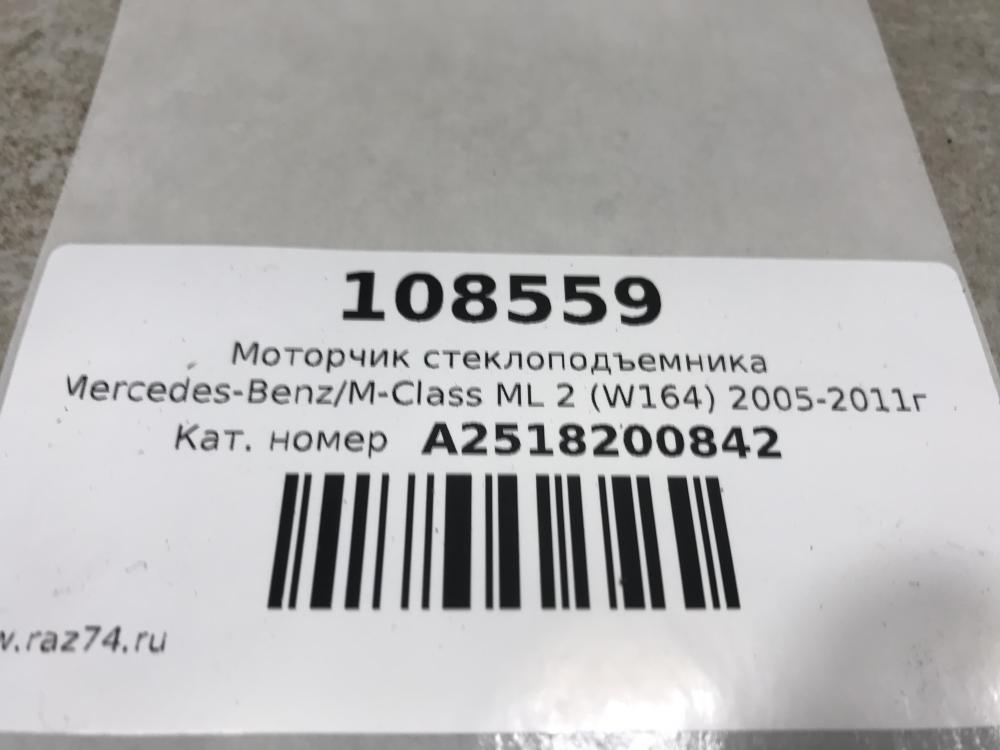 108559
Моторчик стеклоподъемника
Mercedes-Benz/M-Class ML 2 (W164) 2005-2011г
Кат. номер A2518200842
w.raz74.ru